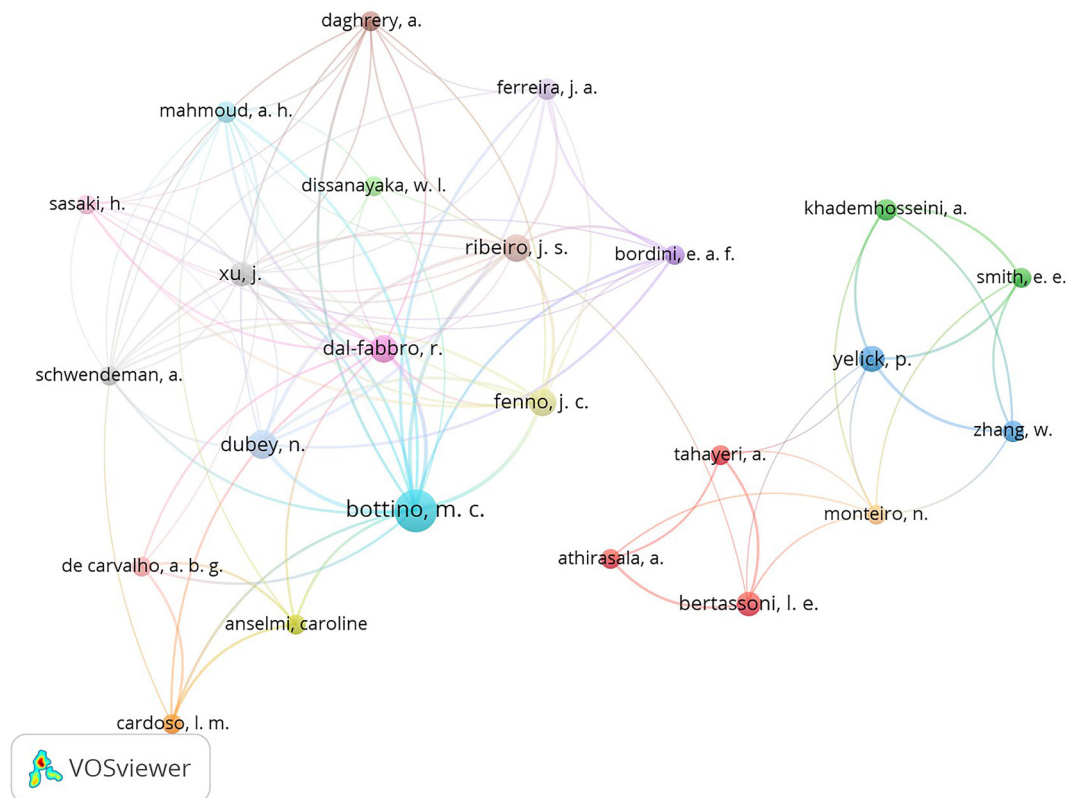 daghrery, a.
ferreira, j. a.
mahmoud, a. h.
dissanayaka, w. l.
sasaki, h.
khademhosseini, a.
ribeiro, j. s.
bordini, e. a. f.
xu, j.
smith, e. e.
dal-fabbro, r.
yelick, p.
schwendeman, a.
fenno, j. c.
zhang, w.
dubey, n.
tahayeri, a.
bottino, m. c.
monteiro, n.
athirasala, a.
de carvalho, a. b. g.
bertassoni, l. e.
anselmi, caroline
cardoso, l. m.
VOSviewer